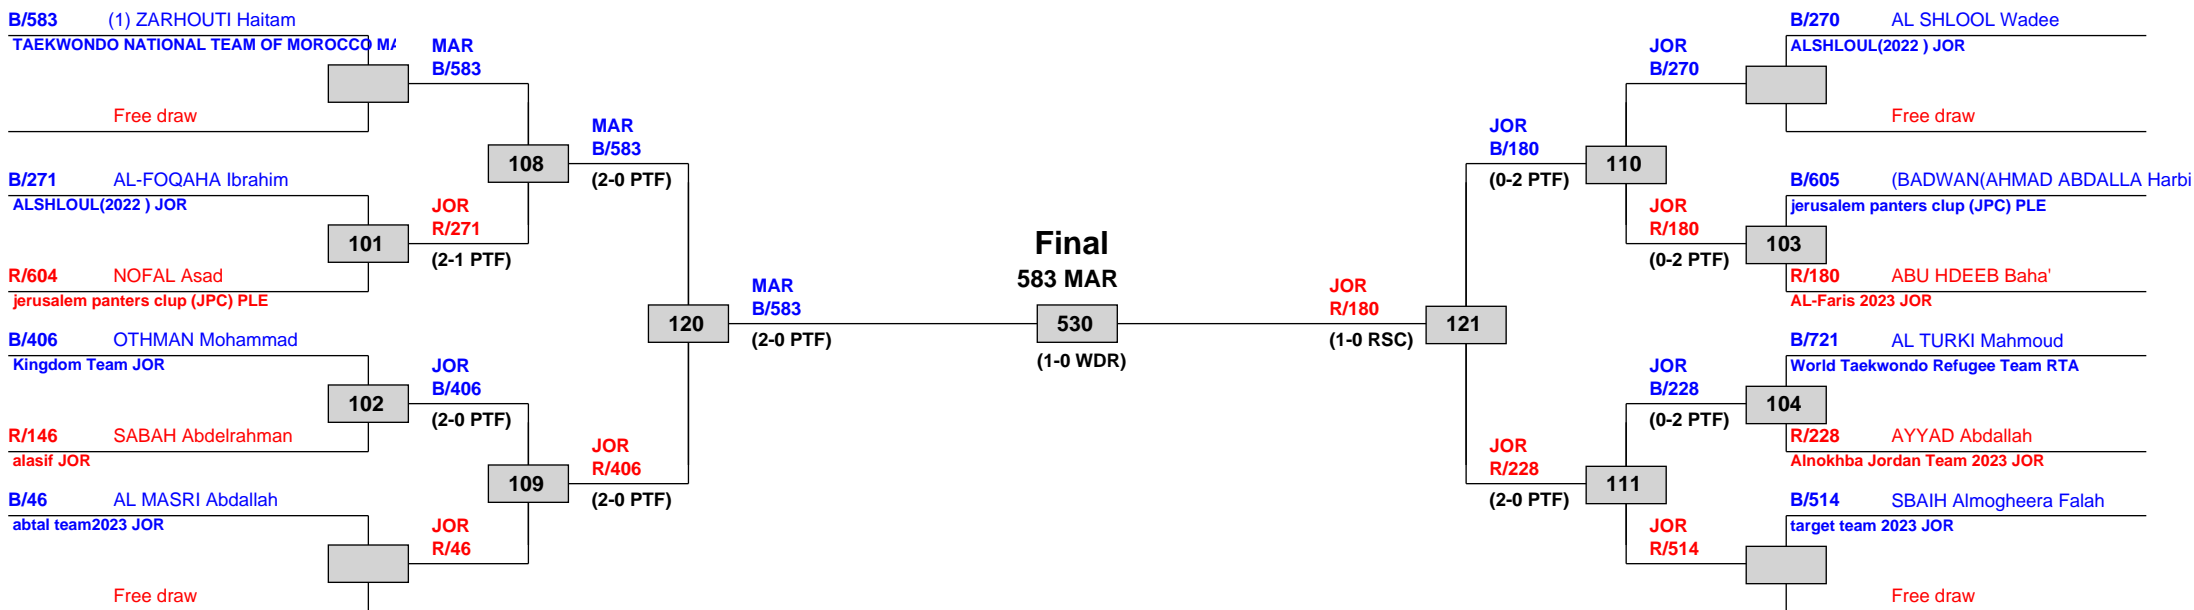 B/583 (1) ZARHOUTI Haitam
TAEKWONDO NATIONAL TEAM OF MOROCCO MA
Free draw
B/271 AL-FOQAHA Ibrahim
ALSHLOUL(2022 ) JOR
R/604 NOFAL Asad
jerusalem panters clup (JPC) PLE
B/406 OTHMAN Mohammad
Kingdom Team JOR
R/146 SABAH Abdelrahman
alasif JOR
B/46 AL MASRI Abdallah
abtal team2023 JOR
Free draw
MAR
B/583
101
JOR
R/271
(2-1 PTF)
102
JOR
B/406
(2-0 PTF)
JOR
R/46
108
MAR
B/583
(2-0 PTF)
109
JOR
R/406
(2-0 PTF)
120
MAR
B/583
(2-0 PTF)
Final
583 MAR
530
(1-0 WDR)
JOR
R/180
(1-0 RSC)
121
JOR
B/180
(0-2 PTF)
110
JOR
R/228
(2-0 PTF)
111
JOR
B/270
JOR
R/180
(0-2 PTF)
103
JOR
B/228
(0-2 PTF)
104
JOR
R/514
B/270 AL SHLOOL Wadee
ALSHLOUL(2022 ) JOR
Free draw
B/605 (BADWAN(AHMAD ABDALLA Harbi
jerusalem panters clup (JPC) PLE
R/180 ABU HDEEB Baha'
AL-Faris 2023 JOR
B/721 AL TURKI Mahmoud
World Taekwondo Refugee Team RTA
R/228 AYYAD Abdallah
Alnokhba Jordan Team 2023 JOR
B/514 SBAIH Almogheera Falah
target team 2023 JOR
Free draw